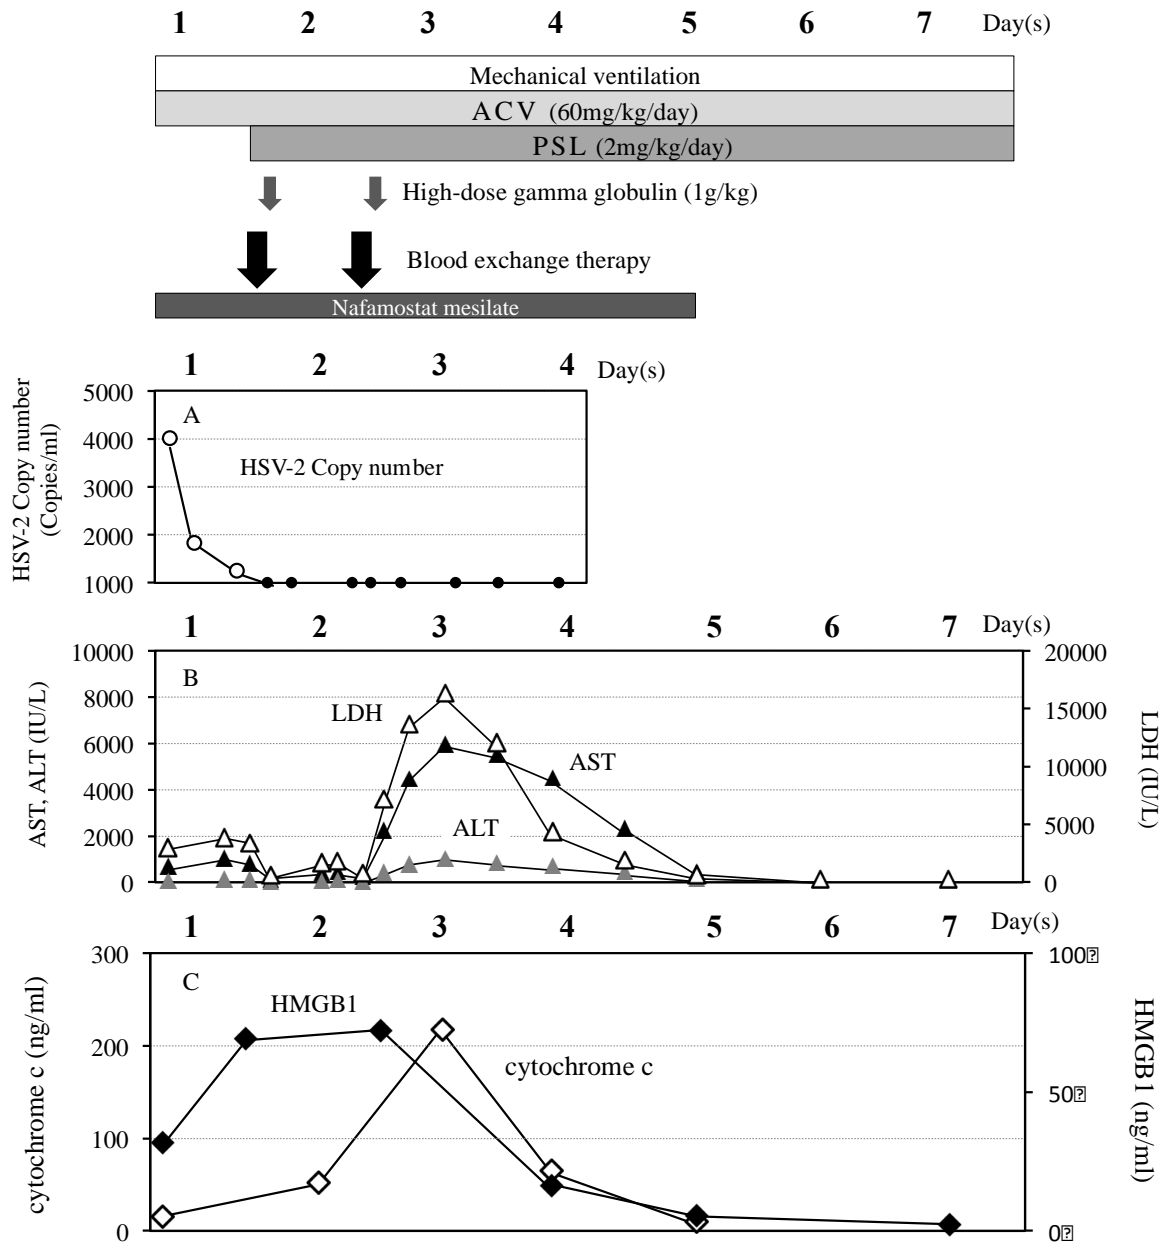 1 2 3 4 5 6 7 Day(s)
Mechanical ventilation
ACV (60mg/kg/day)
PSL (2mg/kg/day)
High-dose gamma globulin (1g/kg)
Blood exchange therapy
Nafamostat mesilate
1 2 3 4 Day(s)
HSV-2 Copy number
(Copies/ml)
5000
4000
3000
2000
1000
A
HSV-2 Copy number
1 2 3 4 5 6 7 Day(s)
AST, ALT (IU/L)
10000
8000
6000
4000
2000
0
B
LDH
AST
ALT
20000
15000
10000
5000
0
LDH (IU/L)
1 2 3 4 5 6 7 Day(s)
cytochrome c (ng/ml)
300
200
100
0
C
HMGB1
cytochrome c
100
50
0
HMGB1 (ng/ml)